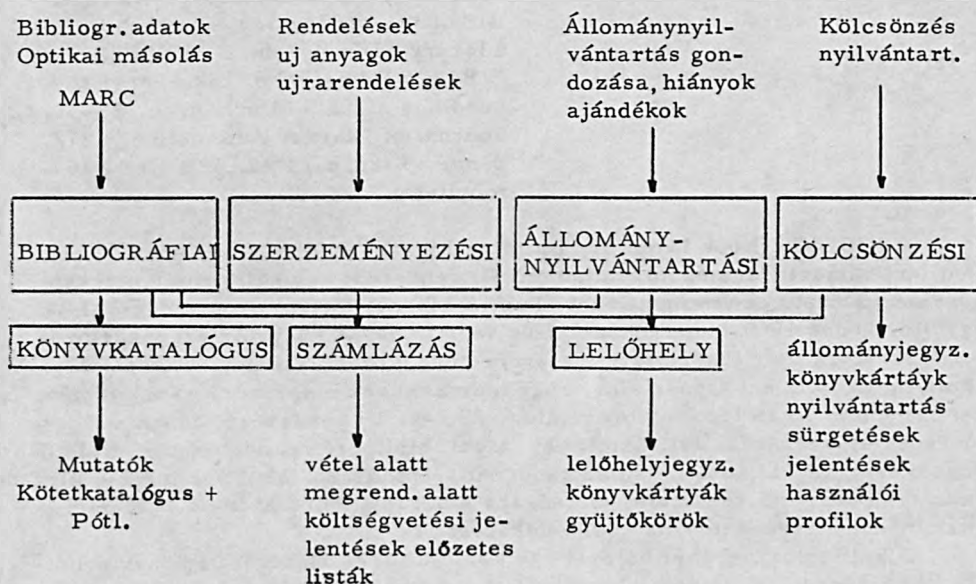 Bibliogr. adatok
Optikai másolás
MARC
Rendelések
uj anyagok
ujrarendelések
Állománynyil-
vántartás gon-
dozása, hiányok
ajándékok
Kölcsönzés
nyilvántart.
BIBLIOGRÁFIAI
SZERZEMÉNYEZÉSI
ÁLLOMÁNY-
NYILVÁNTARTÁSI
KÖLCSÖNZÉSI
KÖNYVKATALÓGUS
SZÁMLÁZÁS
LELŐHELY
állományjegyz.
könyvkártáyk
nyilvántartás
sürgetések
jelentések
használói
profilok
Mutatók
Kötetkatalógus +
Pótl.
vétel alatt
megrend. alatt
költségvetési je-
lentések előzetes
listák
lelőhelyjegyz.
könyvkártyák
gyüjtőkörök